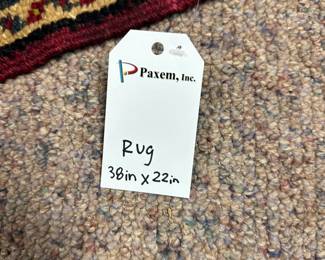 Paxem, Inc.
Rug
38in x 22in